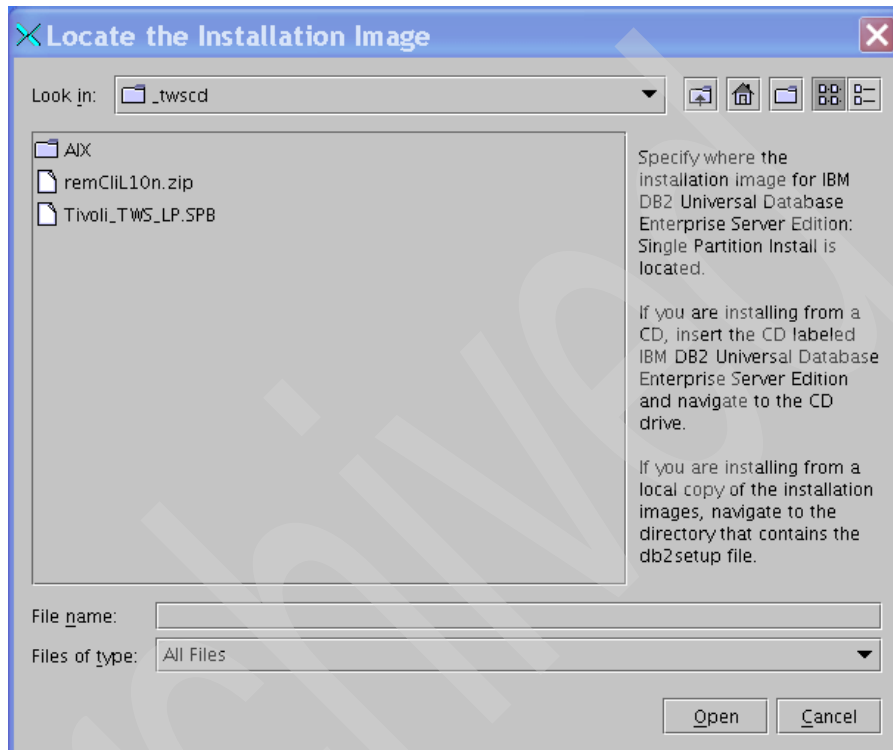 Locate the Installation Image
Look in:
_twscd
AIX
remCliL10n.zip
Tivoli_TWS_LP.SPB
Specify where the
installation image for IBM
DB2 Universal Database
Enterprise Server Edition:
Single Partition Install is
located.
If you are installing from a
CD, insert the CD labeled
IBM DB2 Universal Database
Enterprise Server Edition
and navigate to the CD
drive.
If you are installing from a
local copy of the installation
images, navigate to the
directory that contains the
db2setup file.
File name:
Files of type:
All Files
Open
Cancel